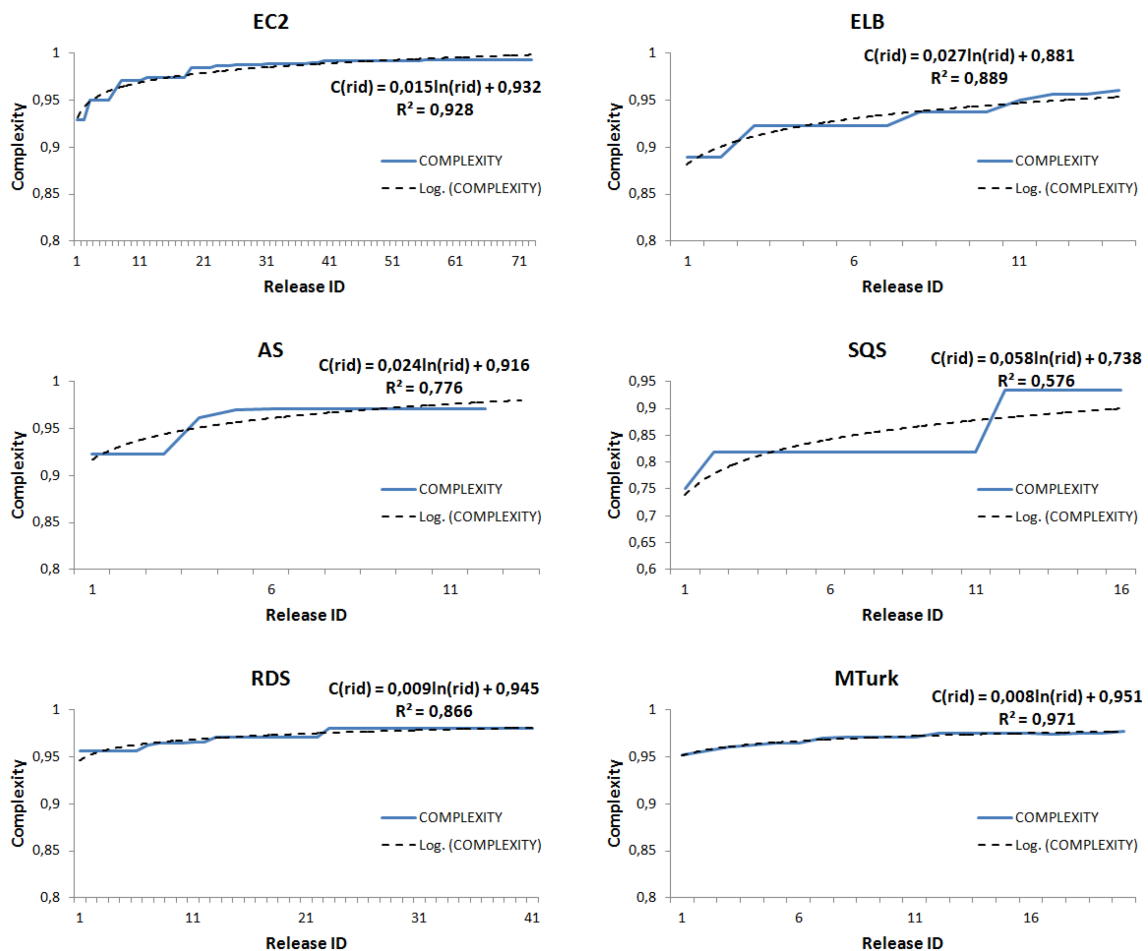 EC2
C(rid) = 0,015ln(rid) + 0,932
R² = 0,928
COMPLEXITY
Log. (COMPLEXITY)
Complexity
1
0,95
0,9
0,85
0,8
1 11 21 31 41 51 61 71
Release ID
ELB
C(rid) = 0,027ln(rid) + 0,881
R² = 0,889
COMPLEXITY
Log. (COMPLEXITY)
Complexity
1
0,95
0,9
0,85
0,8
1 6 11
Release ID
AS
C(rid) = 0,024ln(rid) + 0,916
R² = 0,776
COMPLEXITY
Log. (COMPLEXITY)
Complexity
1
0,95
0,9
0,85
0,8
1 6 11
Release ID
SQS
C(rid) = 0,058ln(rid) + 0,738
R² = 0,576
COMPLEXITY
Log. (COMPLEXITY)
Complexity
0,95
0,9
0,85
0,8
0,75
0,7
0,65
0,6
1 6 11 16
Release ID
RDS
C(rid) = 0,009ln(rid) + 0,945
R² = 0,866
COMPLEXITY
Log. (COMPLEXITY)
Complexity
1
0,95
0,9
0,85
0,8
1 11 21 31 41
Release ID
MTurk
C(rid) = 0,008ln(rid) + 0,951
R² = 0,971
COMPLEXITY
Log. (COMPLEXITY)
Complexity
1
0,95
0,9
0,85
0,8
1 6 11 16
Release ID